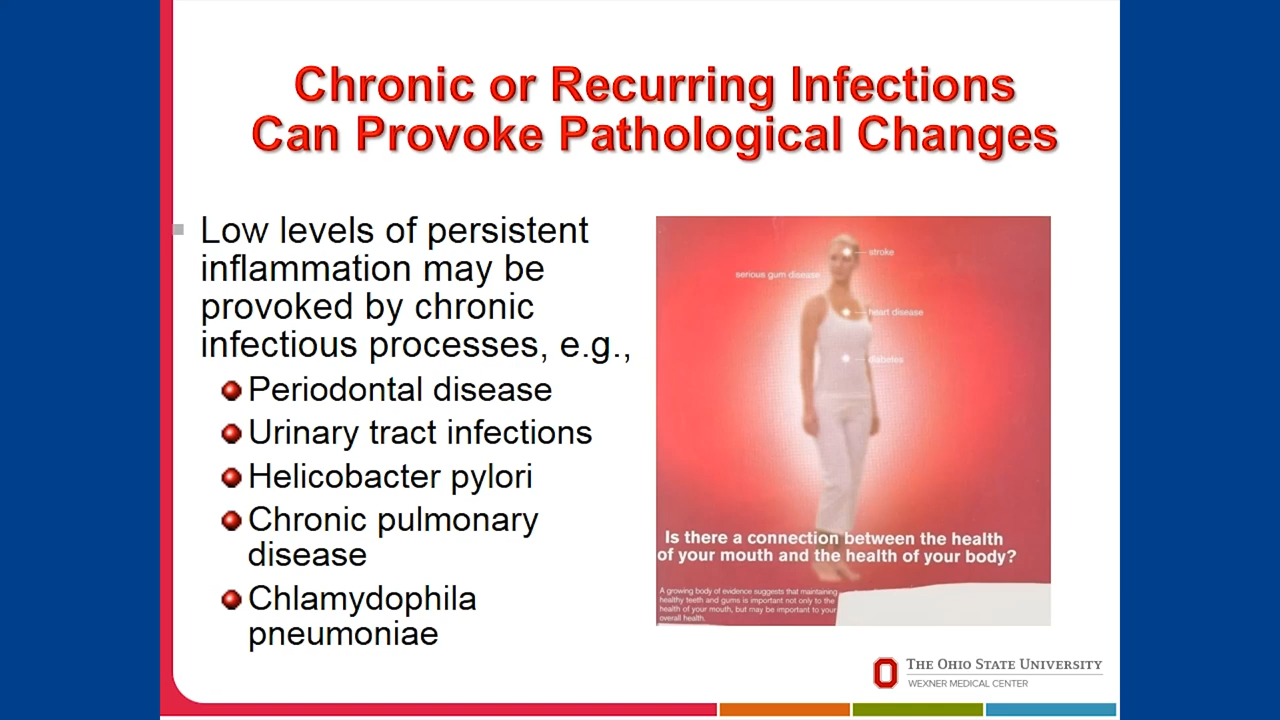 Chronic or Recurring Infections
Can Provoke Pathological Changes
Low levels of persistent
inflammation may be
provoked by chronic
infectious processes, e.g.,
Periodontal disease
Urinary tract infections
Helicobacter pylori
Chronic pulmonary
disease
Chlamydophila
pneumoniae
stroke
serious gum disease
heart disease
diabetes
Is there a connection between the health
of your mouth and the health of your body?
A growing body of evidence suggests that maintaining
healthy teeth and gums is important not only to the
health of your mouth, but may be important to your
overall health.
THE OHIO STATE UNIVERSITY
WEXNER MEDICAL CENTER